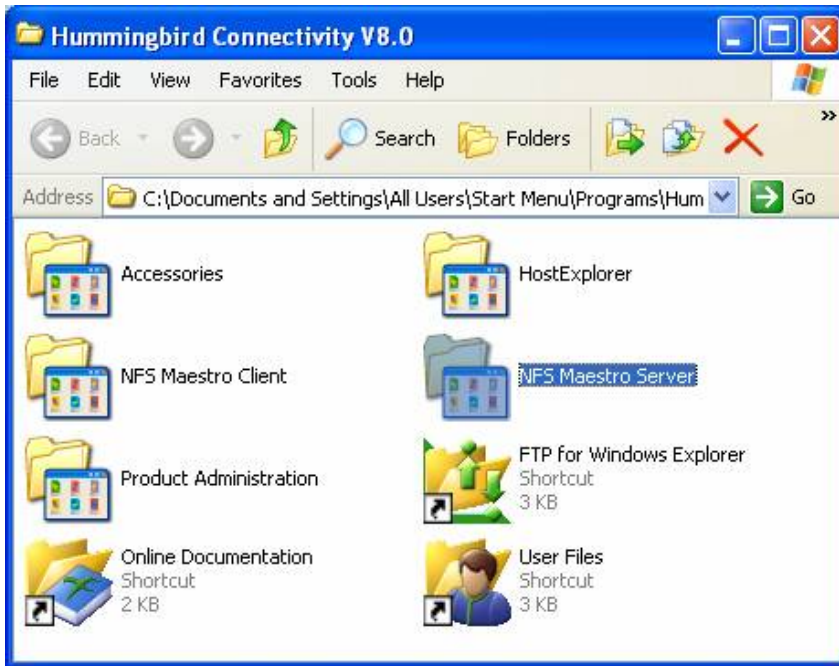 Hummingbird Connectivity V8.0
File Edit View Favorites Tools Help
Back Search Folders »
Address C:\Documents and Settings\All Users\Start Menu\Programs\Hum Go
Accessories
HostExplorer
NFS Maestro Client
NFS Maestro Server
Product Administration
FTP for Windows Explorer
Shortcut
3 KB
Online Documentation
Shortcut
2 KB
User Files
Shortcut
3 KB